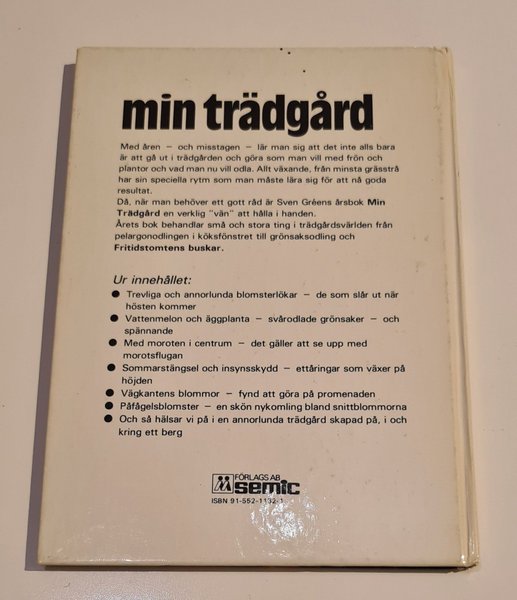 min trädgård
Med åren – och misstagen – lär man sig att det inte alls bara
är att gå ut i trädgården och göra som man vill med frön och
plantor och vad man nu vill odla. Allt växande, från minsta grässtrå
har sin speciella rytm som man måste lära sig för att nå goda
resultat.
Då, när man behöver ett gott råd är Sven Gréens årsbok Min
Trädgård en verklig "vän" att hålla i handen.
Årets bok behandlar små och stora ting i trädgårdsvärlden från
pelargonodlingen i köksfönstret till grönsaksodling och
Fritidstomtens buskar.
Ur innehållet:
● Trevliga och annorlunda blomsterlökar – de som slår ut när
hösten kommer
● Vattenmelon och äggplanta – svårodlade grönsaker – och
spännande
● Med moroten i centrum – det gäller att se upp med
morotsflugan
● Sommarstängsel och insynsskydd – ettåringar som växer på
höjden
● Vägkantens blommor – fynd att göra på promenaden
● Påfågelsblomster – en skön nykomling bland snittblommorna
● Och så hälsar vi på i en annorlunda trädgård skapad på, i och
kring ett berg
FÖRLAGS AB
semic
ISBN 91-552-1132-1